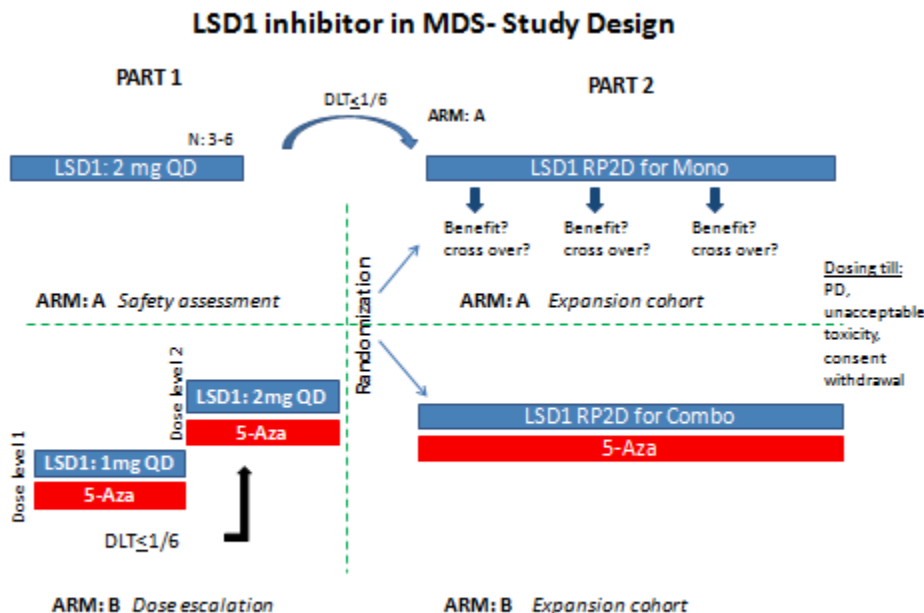 LSD1 inhibitor in MDS- Study Design
PART 1
PART 2
DLT≤1/6
ARM: A
N: 3-6
LSD1: 2 mg QD
LSD1 RP2D for Mono
Benefit?
cross over?
Benefit?
cross over?
Benefit?
cross over?
Randomization
Dosing till:
PD,
unacceptable
toxicity,
consent
withdrawal
ARM: A Safety assessment
ARM: A Expansion cohort
Dose level 2
LSD1: 2mg QD
5-Aza
LSD1 RP2D for Combo
5-Aza
Dose level 1
LSD1: 1mg QD
5-Aza
DLT≤1/6
ARM: B Dose escalation
ARM: B Expansion cohort